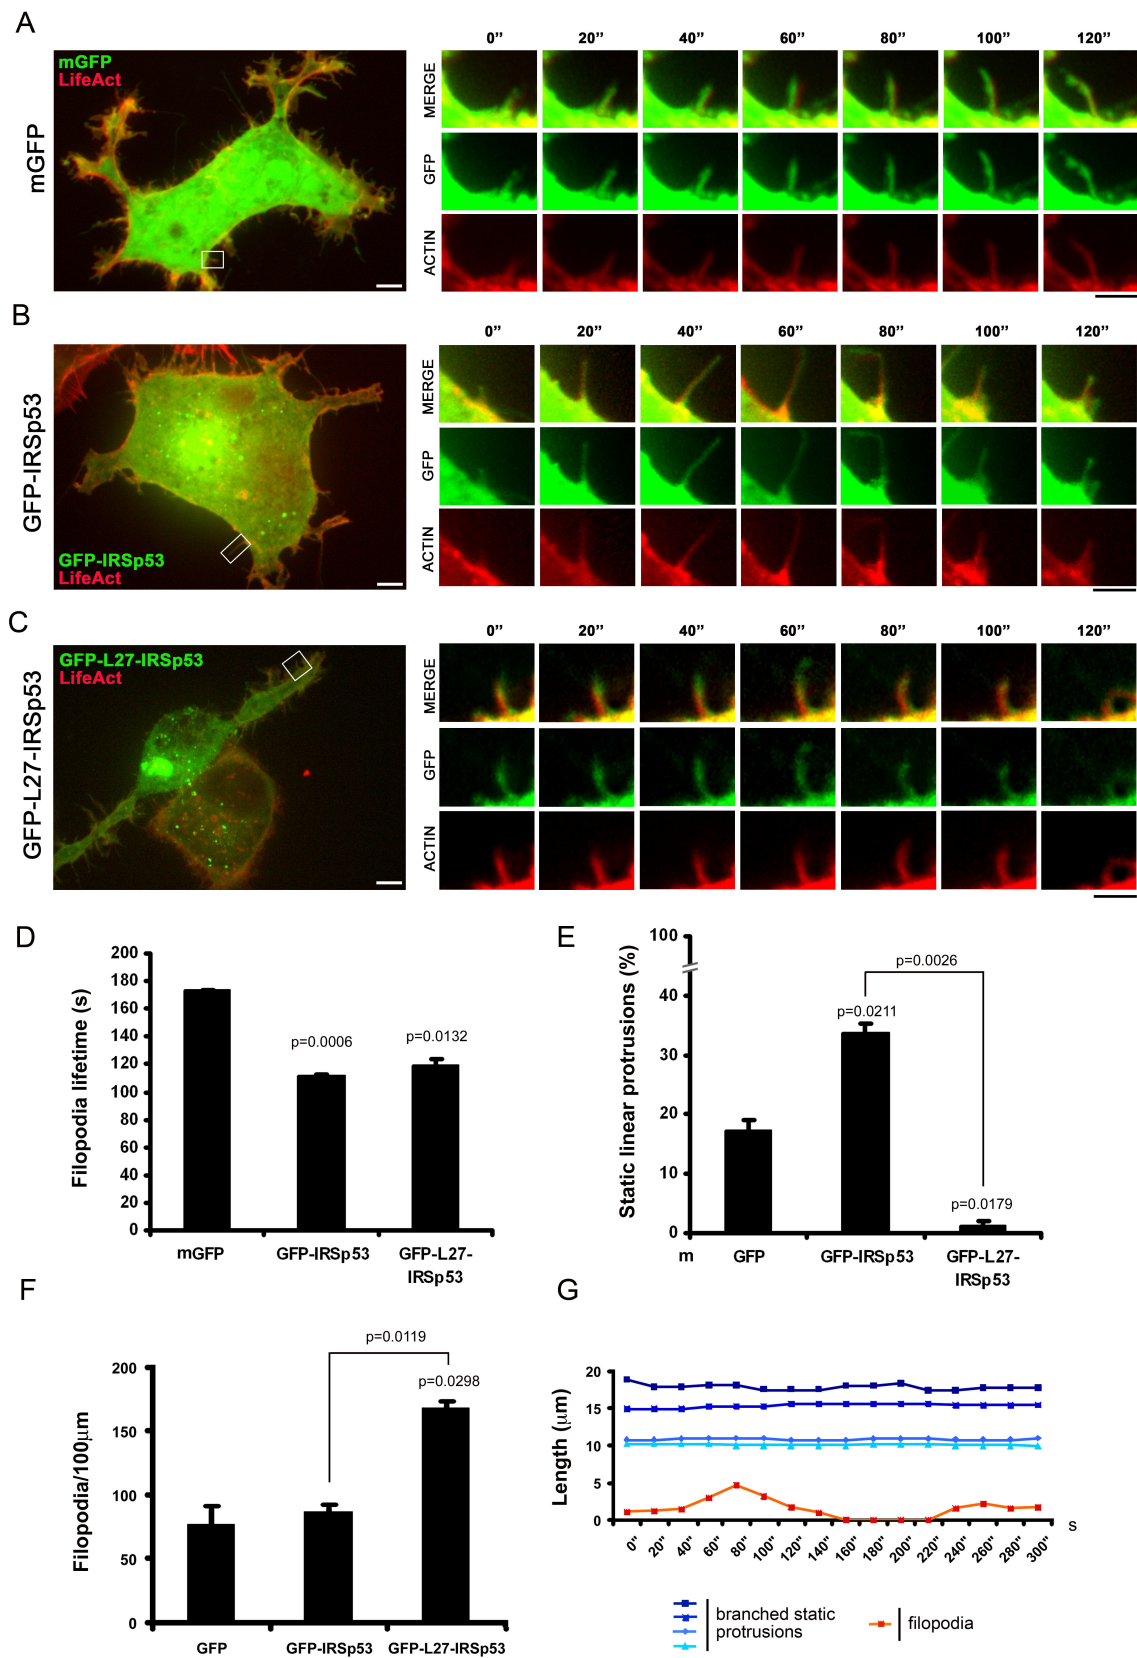 A
mGFP
LifeAct
mGFP
0’’ 20’’ 40’’ 60’’ 80’’ 100’’ 120’’
MERGE
GFP
ACTIN
B
GFP-IRSp53
0’’ 20’’ 40’’ 60’’ 80’’ 100’’ 120’’
MERGE
GFP
ACTIN
GFP-IRSp53
LifeAct
C
GFP-L27-IRSp53
LifeAct
GFP-L27-IRSp53
0’’ 20’’ 40’’ 60’’ 80’’ 100’’ 120’’
MERGE
GFP
ACTIN
D
Filopodia lifetime (s)
200
180
160
140
120
100
80
60
40
20
0
p=0.0006
p=0.0132
mGFP GFP-IRSp53 GFP-L27-
IRSp53
E
Static linear protrusions (%)
100
40
30
20
10
0
p=0.0026
p=0.0211
p=0.0179
m GFP GFP-IRSp53 GFP-L27-
IRSp53
F
Filopodia/100µm
200
150
100
50
0
p=0.0119
p=0.0298
GFP GFP-IRSp53 GFP-L27-IRSp53
G
Length (µm)
20
15
10
5
0
0" 20" 40" 60" 80" 100" 120" 140" 160" 180" 200" 220" 240" 260" 280" 300"
s
branched static
protrusions
filopodia